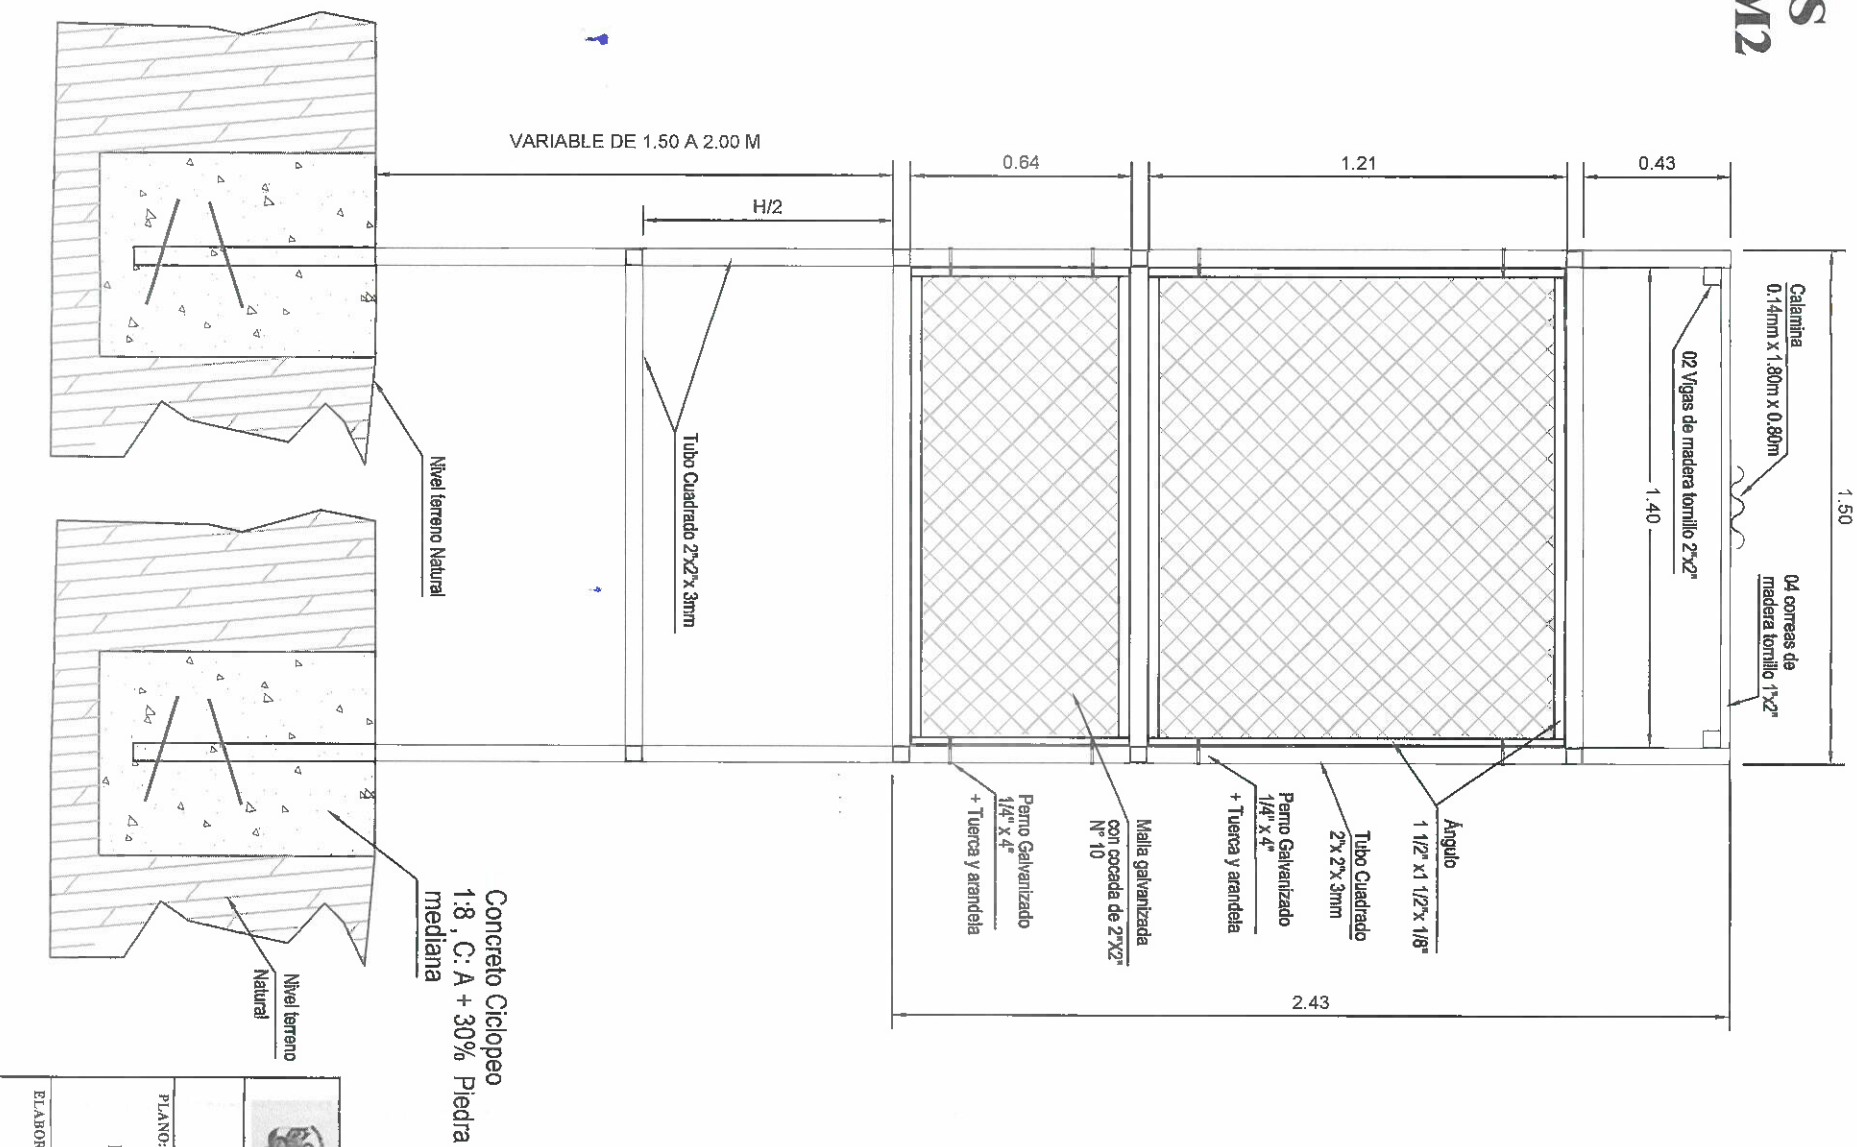 S
M2
1.50
Calamina
0.14mm x 1.80m x 0.80m
04 correas de
madera tornillo 1"x2"
02 Vigas de madera tornillo 2"x2"
1.40
0.43
1.21
0.64
VARIABLE DE 1.50 A 2.00 M
H/2
Ángulo
1 1/2" x1 1/2"x 1/8"
Tubo Cuadrado
2"x 2"x 3mm
Perno Galvanizado
1/4" x 4"
+ Tuerca y arandela
Malla galvanizada
con cocada de 2"X2"
N° 10
Perno Galvanizado
1/4" x 4"
+ Tuerca y arandela
2.43
Tubo Cuadrado 2"x2"x 3mm
Nivel terreno Natural
Concreto Ciclopeo
1:8 , C: A + 30% Piedra
mediana
Nivel terreno
Natural
PLANO:
ELABOR